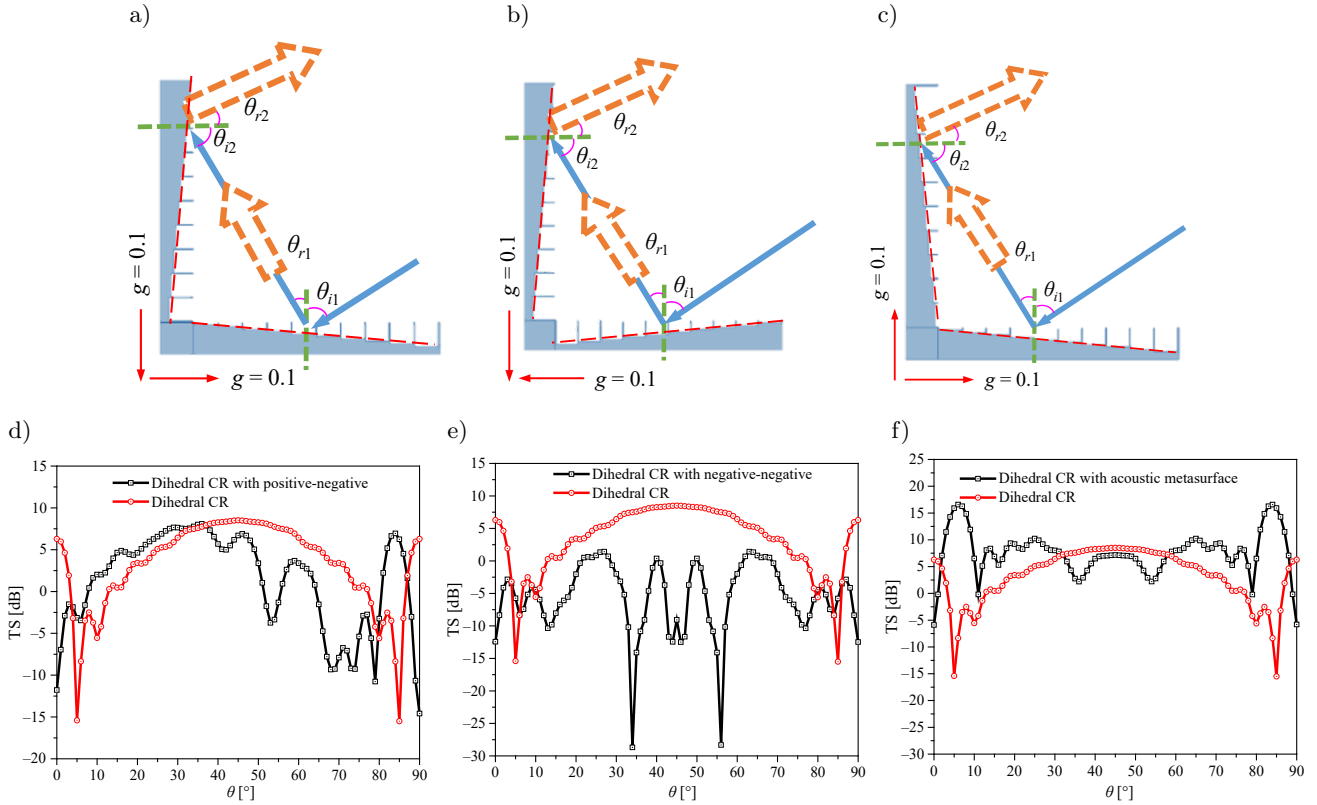 a)
b)
c)
θr2
θi2
θr1
θi1
g = 0.1
g = 0.1
θr2
θi2
θr1
θi1
g = 0.1
g = 0.1
θr2
θi2
θr1
θi1
g = 0.1
g = 0.1
d)
e)
f)
15
10
5
0
−5
−10
−15
−20
TS [dB]
Dihedral CR with positive-negative
Dihedral CR
0 10 20 30 40 50 60 70 80 90
θ [°]
15
10
5
0
−5
−10
−15
−20
−25
−30
TS [dB]
Dihedral CR with negative-negative
Dihedral CR
0 10 20 30 40 50 60 70 80 90
θ [°]
25
20
15
10
5
0
−5
−10
−15
−20
−25
−30
TS [dB]
Dihedral CR with acoustic metasurface
Dihedral CR
0 10 20 30 40 50 60 70 80 90
θ [°]